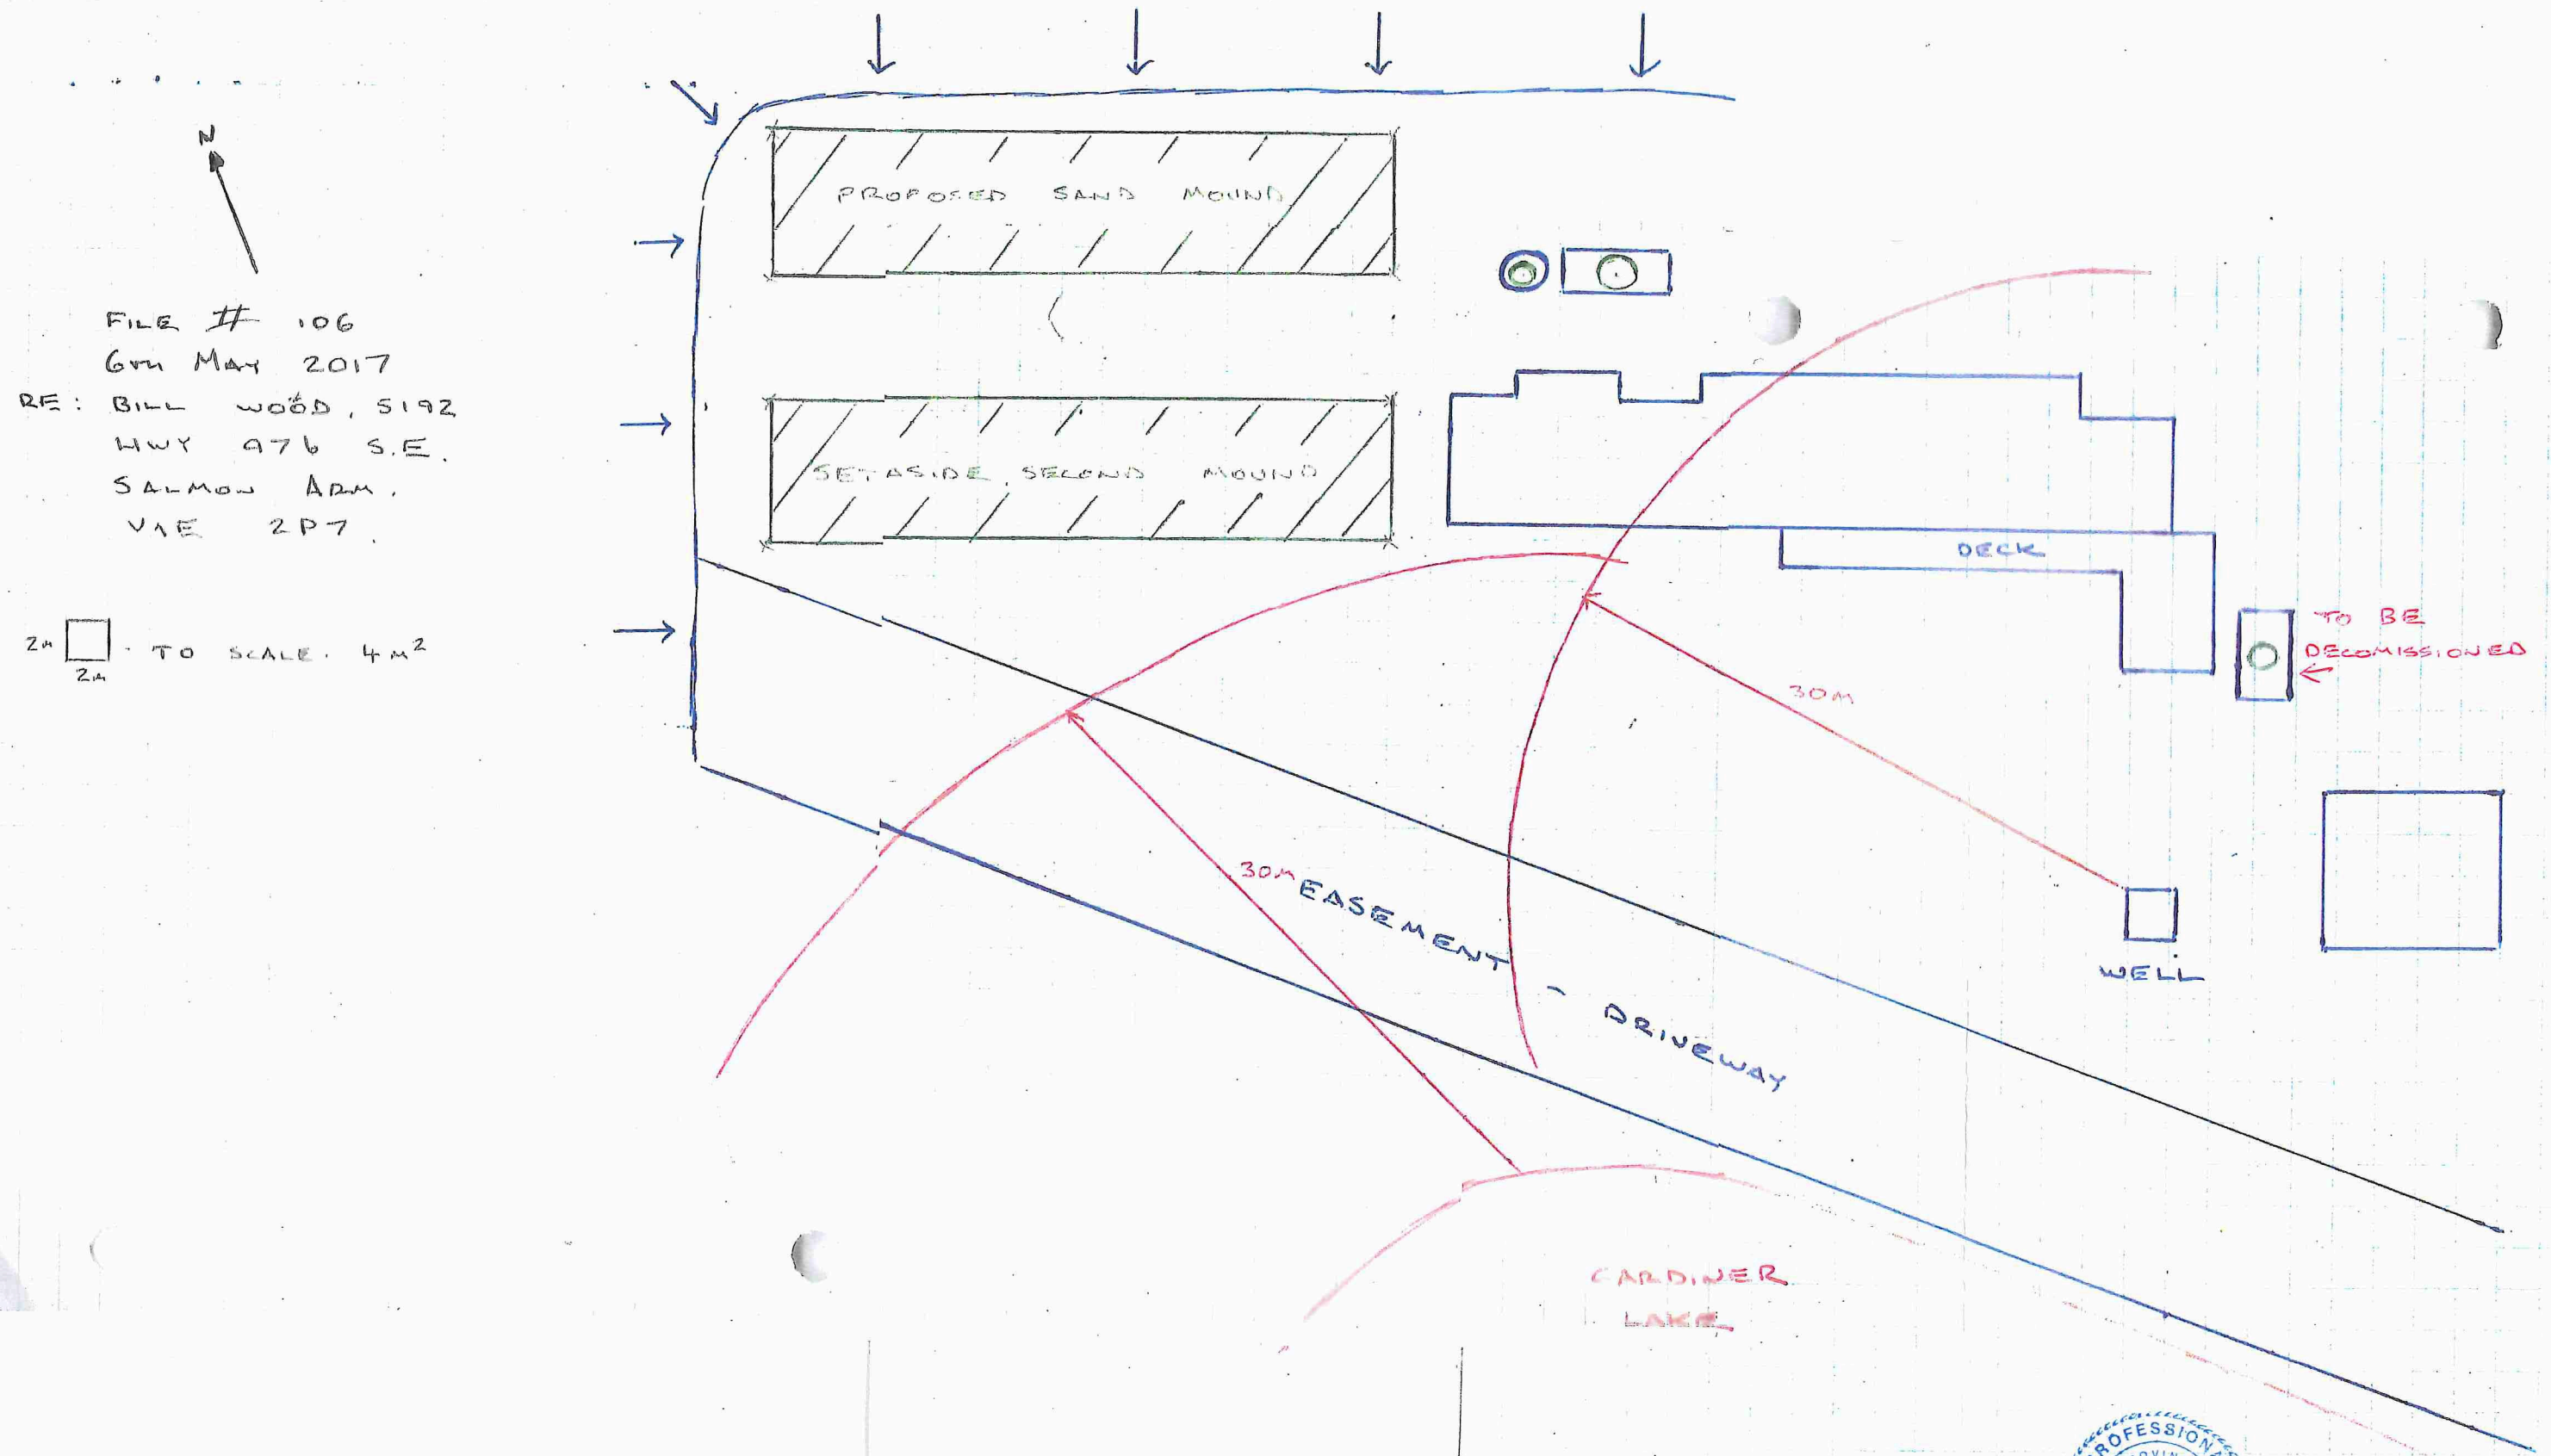 N
PROPOSED SAND MOUND
FILE # 106
6TH MAY 2017
RE: BILL WOOD, 5192
HWY 97b S.E.
SALMON ARM.
V1E 2P7.
SETASIDE. SECOND MOUND
DECK
TO BE
DECOMISSIONED
2M
2M
- TO SCALE. 4M²
30M
30M
EASEMENT - DRIVEWAY
WELL
GARDINER
LAKE
PROFESSIONA